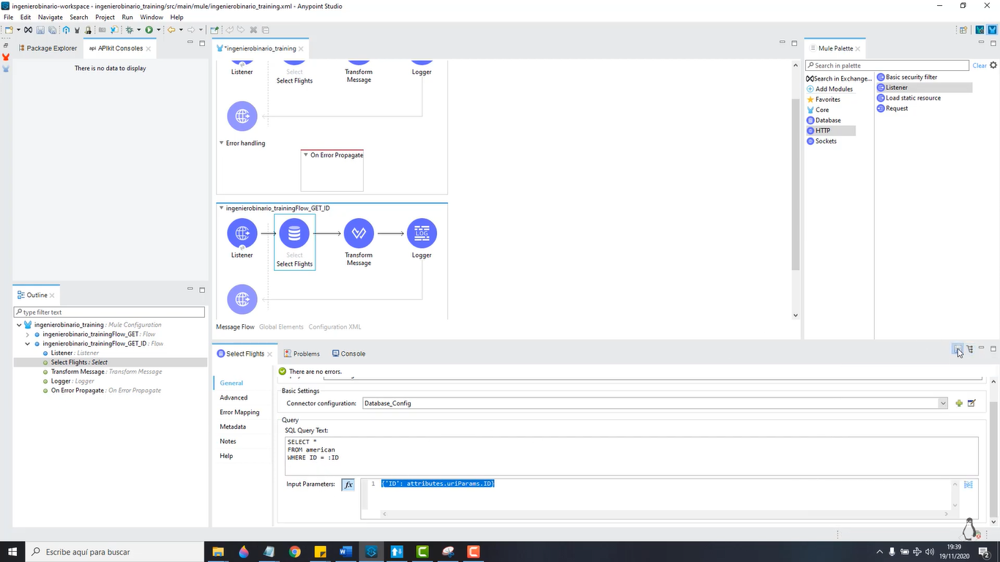 ingenierobinario-workspace - ingenierobinario_training/src/main/mule/ingenierobinario_training.xml - Anypoint Studio
File Edit Navigate Search Project Run Window Help
Package Explorer
api APIkit Consoles
There is no data to display
*ingenierobinario_training
Listener
Select
Select Flights
Transform
Message
Logger
Error handling
On Error Propagate
ingenierobinario_trainingFlow_GET_ID
LOG
Listener
Select
Select Flights
Transform
Message
Logger
Message Flow Global Elements Configuration XML
Mule Palette
Search in palette
Clear
Search in Exchange...
Add Modules
Favorites
Core
Database
HTTP
Sockets
Basic security filter
Listener
Load static resource
Request
Outline
type filter text
ingenierobinario_training : Mule Configuration
ingenierobinario_trainingFlow_GET : Flow
ingenierobinario_trainingFlow_GET_ID : Flow
Listener : Listener
Select Flights : Select
Transform Message : Transform Message
Logger : Logger
On Error Propagate : On Error Propagate
Select Flights
Problems
Console
There are no errors.
General
Advanced
Error Mapping
Metadata
Notes
Help
Basic Settings
Connector configuration: Database_Config
Query
SQL Query Text:
SELECT *
FROM american
WHERE ID = :ID
Input Parameters: fx 1 {'ID': attributes.uriParams.ID}
Escribe aquí para buscar
19:39
19/11/2020
2